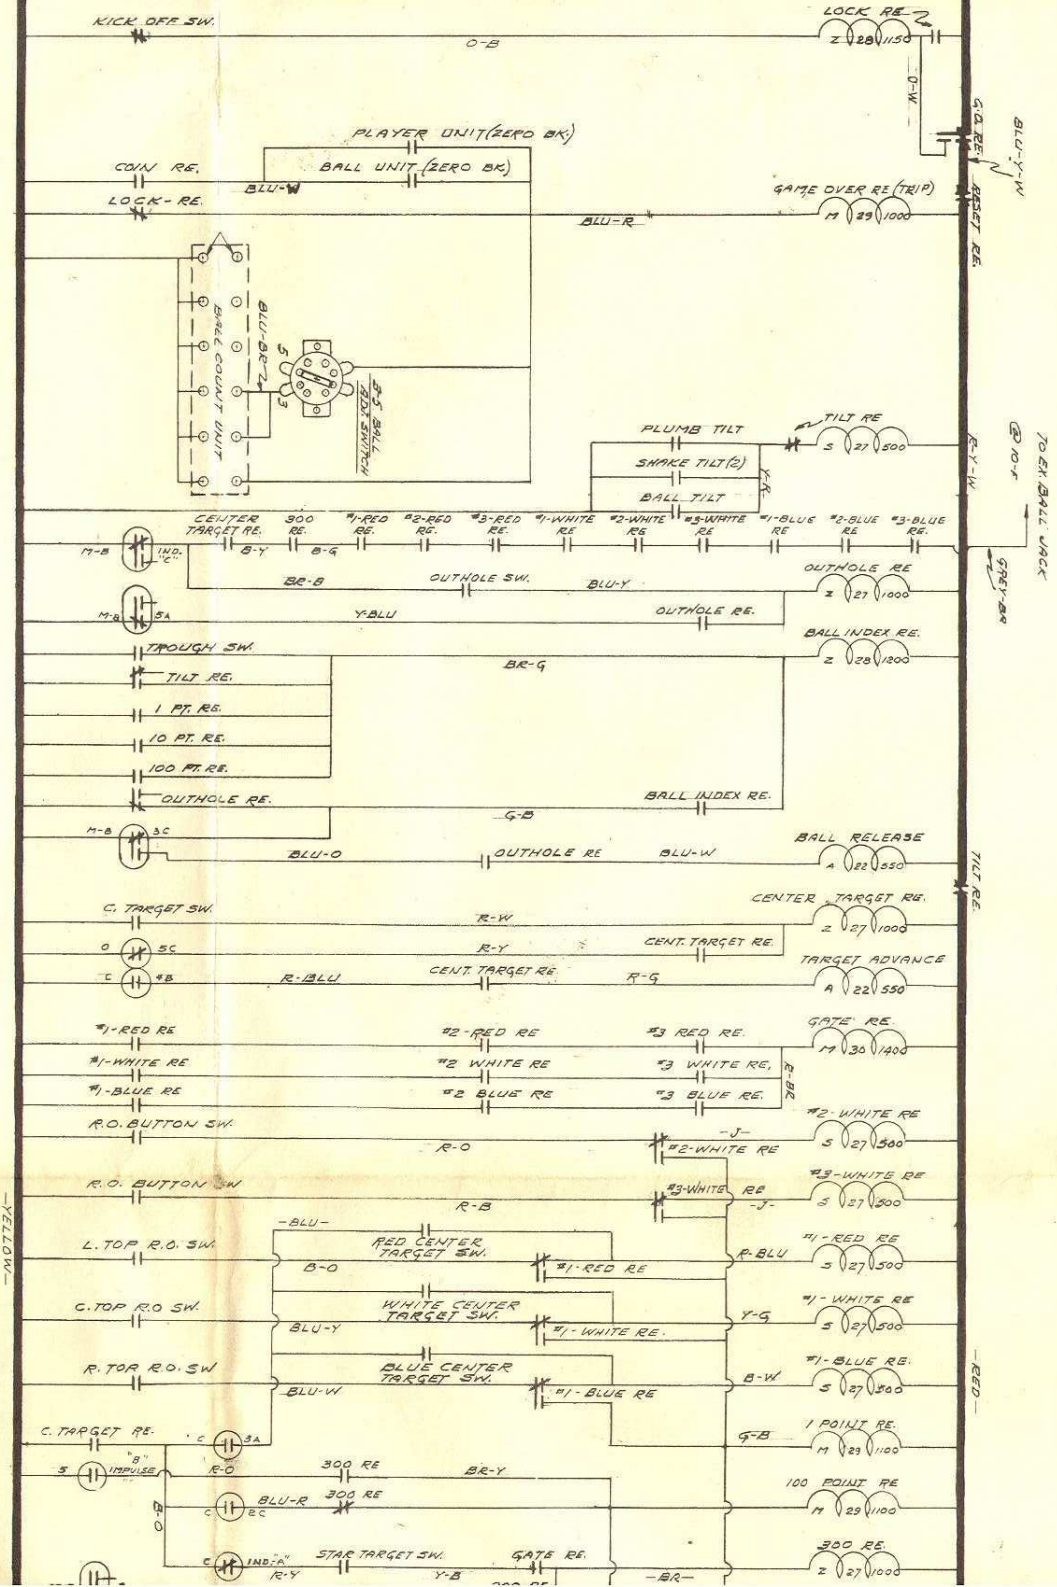 KICK OFF SW.
LOCK RE
O-B
Z 28 1150
O-W
G.O. RE.
BLU-Y-W
PLAYER UNIT (ZERO BK.)
COIN RE.
BALL UNIT (ZERO BK)
BLU-W
LOCK-RE.
GAME OVER RE (TRIP)
BLU-R
M 29 1000
RESET RE.
BALL COUNT UNIT
BLU-BR
5
3
3-5 BALL
ADJ. SWITCH
TILT RE
PLUMB TILT
S 27 500
R-Y-W
SHAKE TILT (2)
Y-R
BALL TILT
TO EX. BALL JACK
@ 10-F
GREY-BR
CENTER TARGET RE.
300 RE.
#1-RED RE.
#2-RED RE.
#3-RED RE.
#1-WHITE RE.
#2-WHITE RE
#3-WHITE RE
#1-BLUE RE
#2-BLUE RE
#3-BLUE RE.
M-B
IND. "C"
B-Y
B-G
OUTHOLE RE
BR-B
OUTHOLE SW.
BLU-Y
Z 27 1000
M-B
5A
Y-BLU
OUTHOLE RE.
BALL INDEX RE.
TROUGH SW.
BR-G
Z 28 1200
TILT RE.
1 PT. RE.
10 PT. RE.
100 PT. RE.
OUTHOLE RE.
BALL INDEX RE.
G-B
M-B
3C
BALL RELEASE
BLU-O
OUTHOLE RE
BLU-W
A 22 550
TILT RE.
CENTER TARGET RE.
C. TARGET SW.
R-W
Z 27 1000
O
5C
R-Y
CENT. TARGET RE.
TARGET ADVANCE
C
4B
R-BLU
CENT. TARGET RE
R-G
A 22 550
GATE RE.
#1-RED RE
#2-RED RE
#3 RED RE.
M 30 1400
#1-WHITE RE
#2 WHITE RE
#3 WHITE RE.
R-BR
#1-BLUE RE
#2 BLUE RE
#3 BLUE RE.
#2-WHITE RE
R.O. BUTTON SW.
R-O
-J-
#2-WHITE RE
S 27 500
#3-WHITE RE
R.O. BUTTON SW
R-B
#3-WHITE RE
-J-
S 27 500
-YELLOW-
-BLU-
L. TOP R.O. SW.
RED CENTER
TARGET SW.
B-O
#1-RED RE
R-BLU
#1-RED RE
S 27 500
C. TOP R.O SW.
WHITE CENTER
TARGET SW.
BLU-Y
#1-WHITE RE.
Y-G
#1-WHITE RE
S 27 500
R. TOP R.O. SW
BLUE CENTER
TARGET SW.
BLU-W
#1-BLUE RE
B-W
#1-BLUE RE.
S 27 500
-RED-
C. TARGET RE.
C
3A
G-B
1 POINT RE.
M 29 1100
5
"B"
IMPULSE
R-O
300 RE
BR-Y
100 POINT RE
B-O
C
2C
BLU-R
300 RE
M 29 1100
300 RE.
C
IND-"A"
R-Y
STAR TARGET SW.
Y-B
GATE RE.
-BR-
Z 27 1000
300 RE